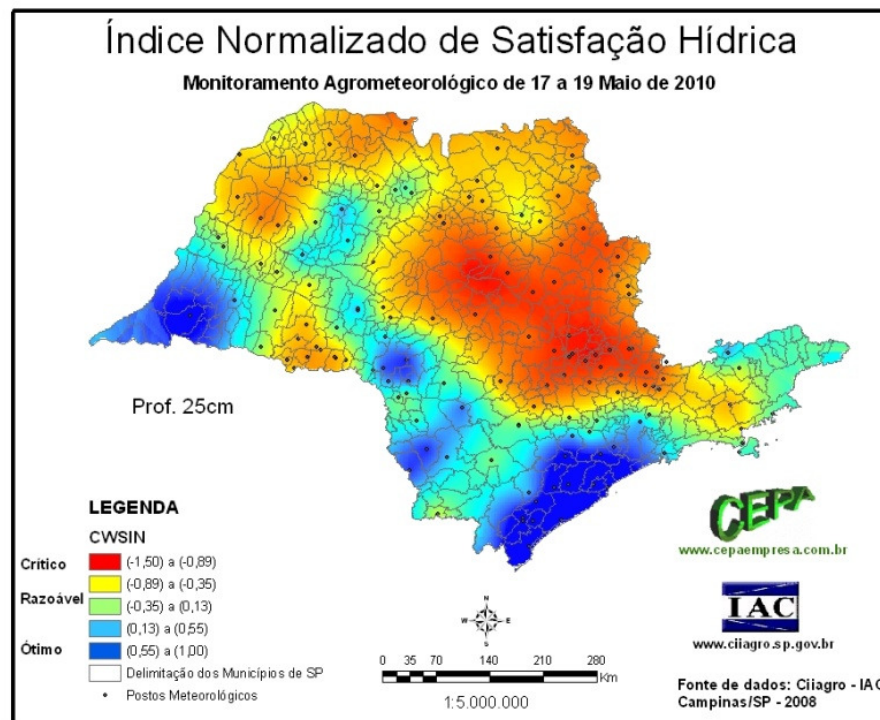 Índice Normalizado de Satisfação Hídrica
Monitoramento Agrometeorológico de 17 a 19 Maio de 2010
Prof. 25cm
LEGENDA
CWSIN
Crítico
(-1,50) a (-0,89)
(-0,89) a (-0,35)
Razoável
(-0,35) a 0,13)
(0,13) a (0,55)
Ótimo
(0,55) a (1,00)
Delimitação dos Municípios de SP
Postos Meteorológicos
N
W E
S
0 35 70 140 210 280
Km
1:5.000.000
CEPA
www.cepaempresa.com.br
IAC
www.ciiagro.sp.gov.br
Fonte de dados: Ciiagro - IAC
Campinas/SP - 2008